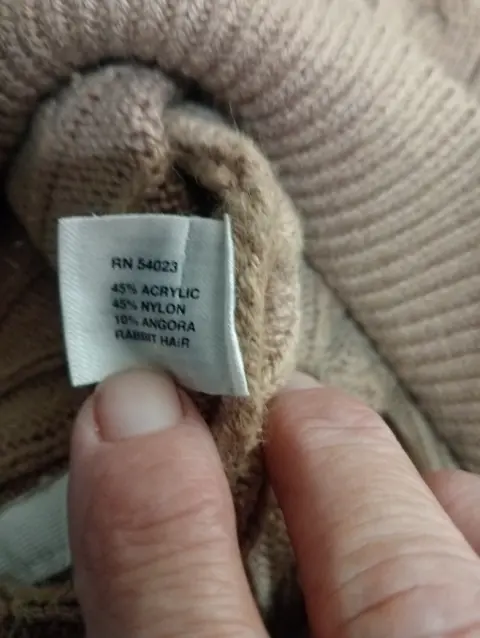 RN 54023
45% ACRYLIC
45% NYLON
10% ANGORA
RABBIT HAIR